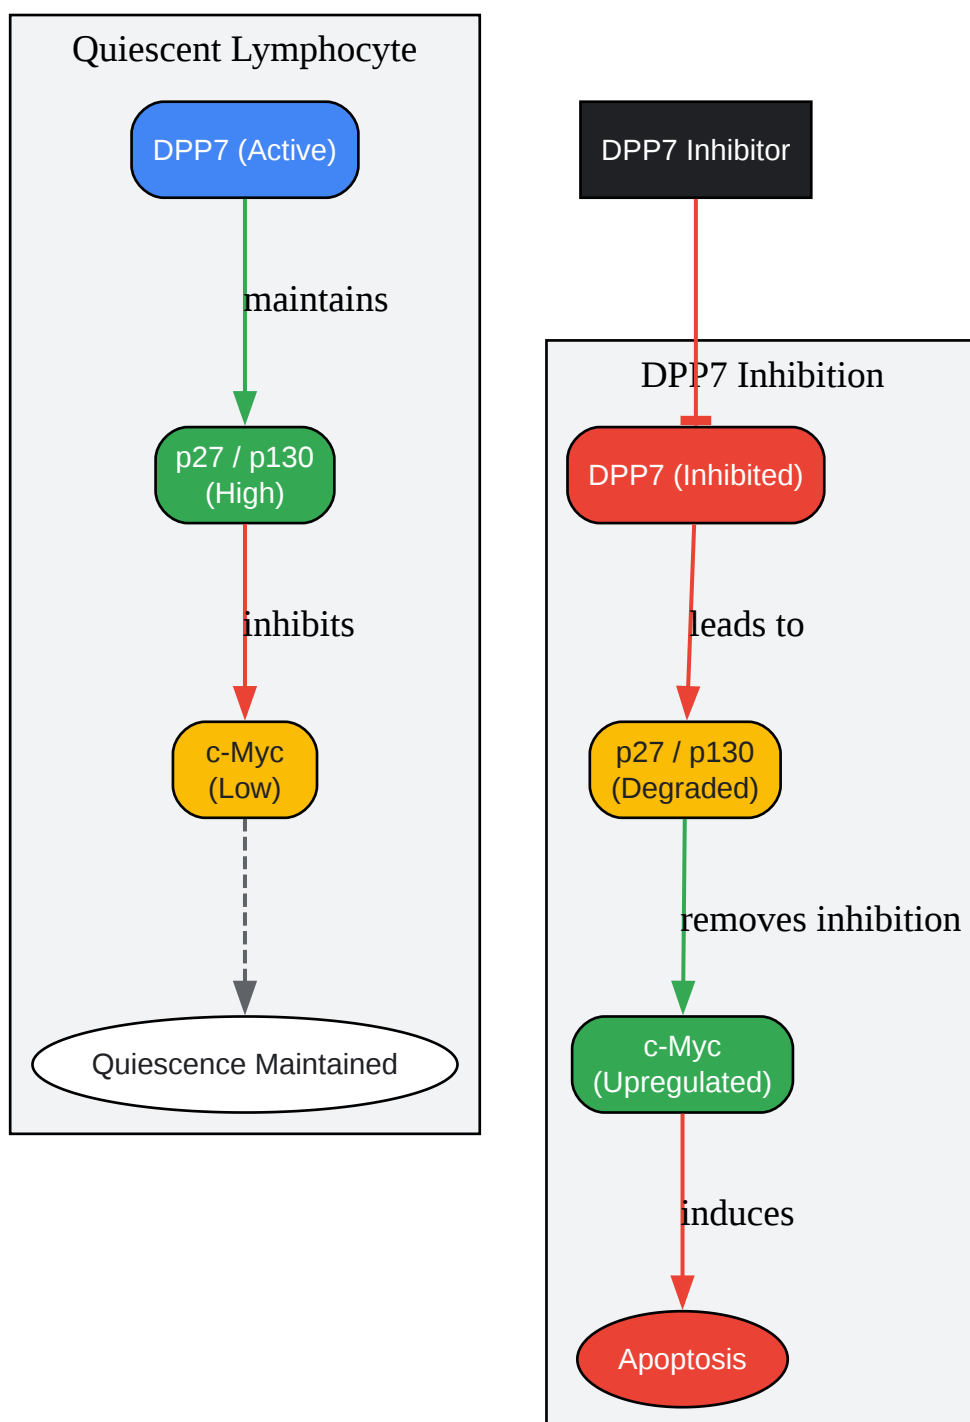 Quiescent Lymphocyte
DPP7 (Active)
maintains
p27 / p130
(High)
inhibits
c-Myc
(Low)
Quiescence Maintained
DPP7 Inhibitor
DPP7 Inhibition
DPP7 (Inhibited)
leads to
p27 / p130
(Degraded)
removes inhibition
c-Myc
(Upregulated)
induces
Apoptosis